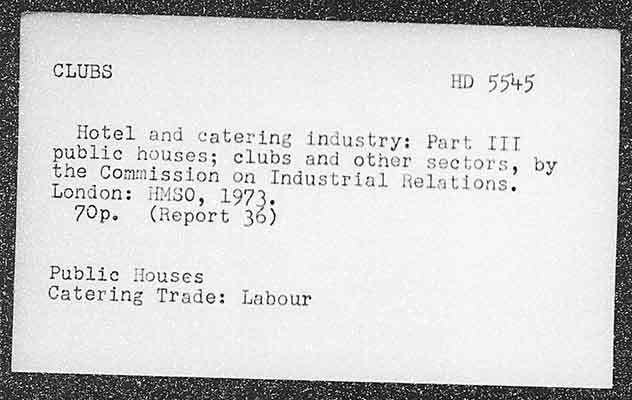 CLUBS
HD 5545
Hotel and catering industry: Part III
public houses; clubs and other sectors, by
the Commission on Industrial Relations.
London: HMSO, 1973.
70p. (Report 36)
Public Houses
Catering Trade: Labour